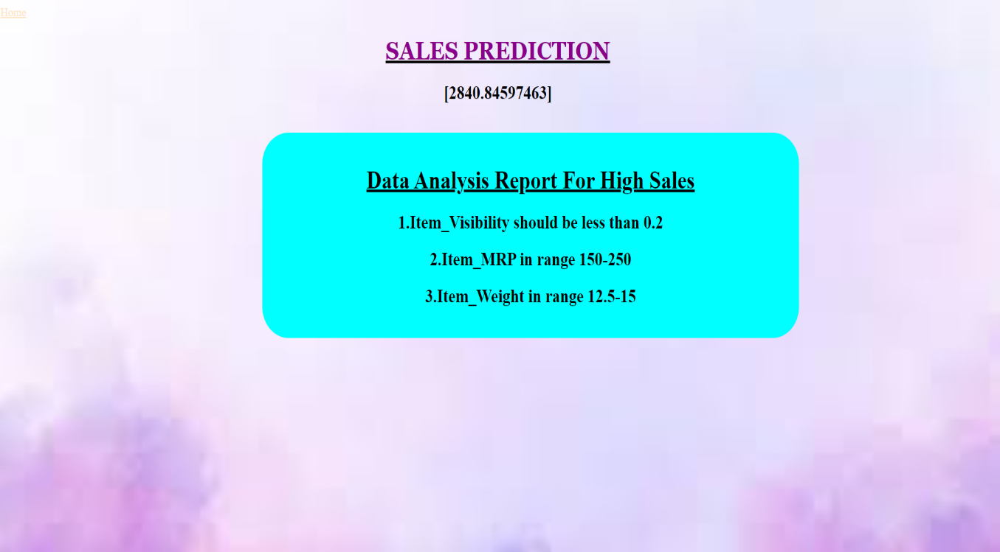 Home
SALES PREDICTION
[2840.84597463]
Data Analysis Report For High Sales
1.Item_Visibility should be less than 0.2
2.Item_MRP in range 150-250
3.Item_Weight in range 12.5-15